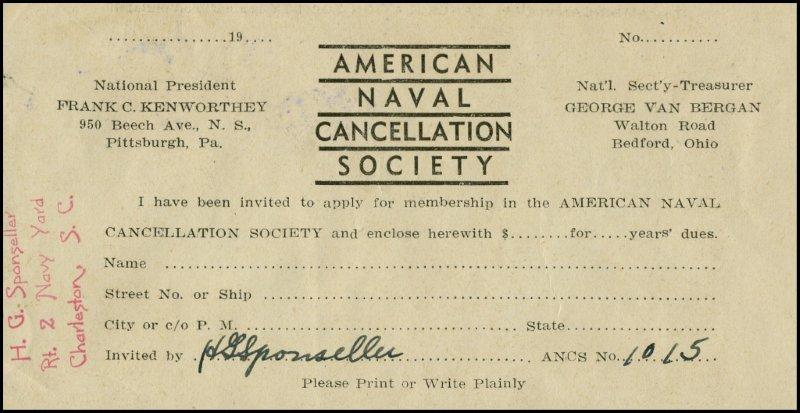 ................19....
No...........
AMERICAN
NAVAL
CANCELLATION
SOCIETY
National President
FRANK C. KENWORTHEY
950 Beech Ave., N. S.,
Pittsburgh, Pa.
Nat'l. Sect'y-Treasurer
GEORGE VAN BERGAN
Walton Road
Bedford, Ohio
I have been invited to apply for membership in the AMERICAN NAVAL
CANCELLATION SOCIETY and enclose herewith $........for.....years' dues.
Name
Street No. or Ship
City or c/o P. M. State
Invited by HGSponseller ANCS No. 1015
Please Print or Write Plainly
H. G. Sponseller
Rt. 2 Navy Yard
Charleston, S. C.